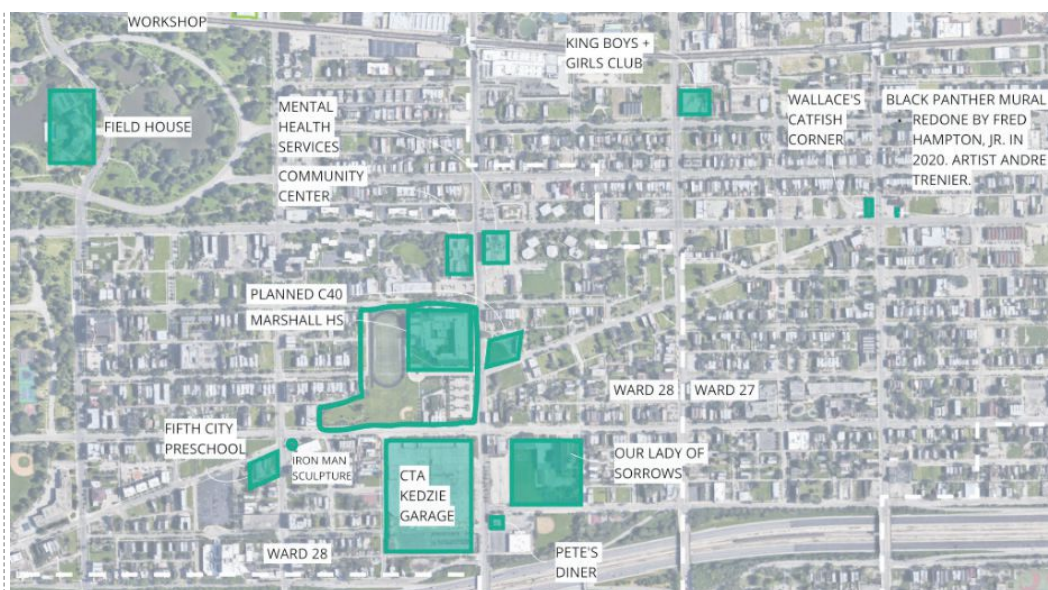 WORKSHOP
KING BOYS +
GIRLS CLUB
FIELD HOUSE
MENTAL
HEALTH
SERVICES
COMMUNITY
CENTER
WALLACE'S
CATFISH
CORNER
BLACK PANTHER MURAL
REDONE BY FRED
HAMPTON, JR. IN
2020. ARTIST ANDRE
TRENIER.
PLANNED C40
MARSHALL HS
WARD 28
WARD 27
FIFTH CITY
PRESCHOOL
IRON MAN
SCULPTURE
CTA
KEDZIE
GARAGE
OUR LADY OF
SORROWS
WARD 28
PETE'S
DINER